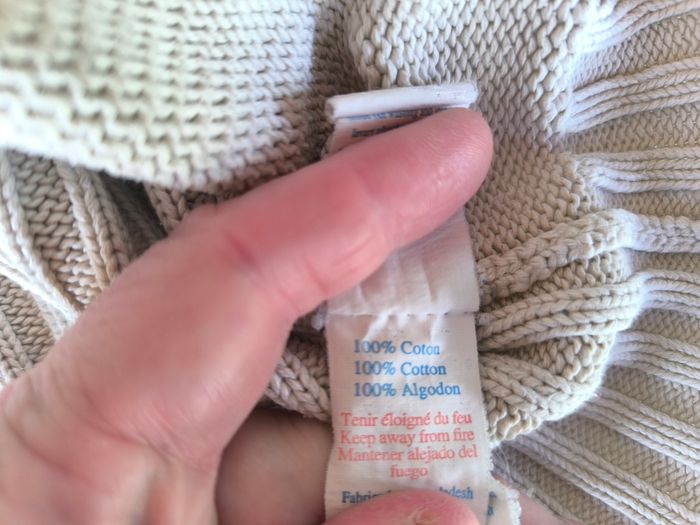 100% Coton
100% Cotton
100% Algodon
Tenir éloigné du feu
Keep away from fire
Mantener alejado del
fuego